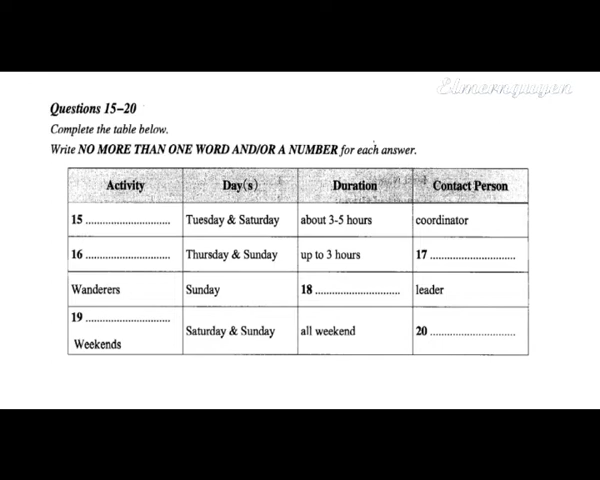 Elmernguyen
Questions 15–20
Complete the table below.
Write NO MORE THAN ONE WORD AND/OR A NUMBER for each answer.
Activity Day(s) Duration Contact Person
15 .............................. Tuesday & Saturday about 3-5 hours coordinator
16 .............................. Thursday & Sunday up to 3 hours 17 ..............................
Wanderers Sunday 18 .............................. leader
19 ..............................
Weekends Saturday & Sunday all weekend 20 ..............................